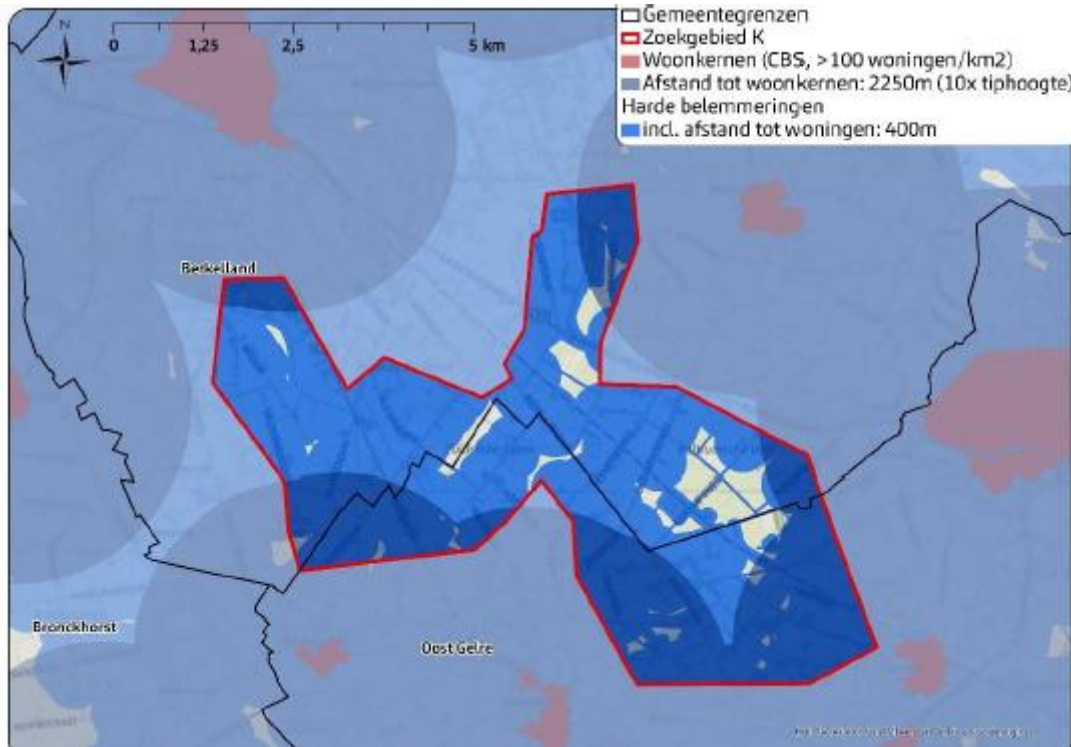 N
0 1,25 2,5 5 km
Gemeentegrenzen
Zoekgebied K
Woonkernen (CBS, >100 woningen/km2)
Afstand tot woonkernen: 2250m (10x tiphoogte)
Harde belemmeringen
incl. afstand tot woningen: 400m
Berkelland
Bronckhorst
Oost Gelre